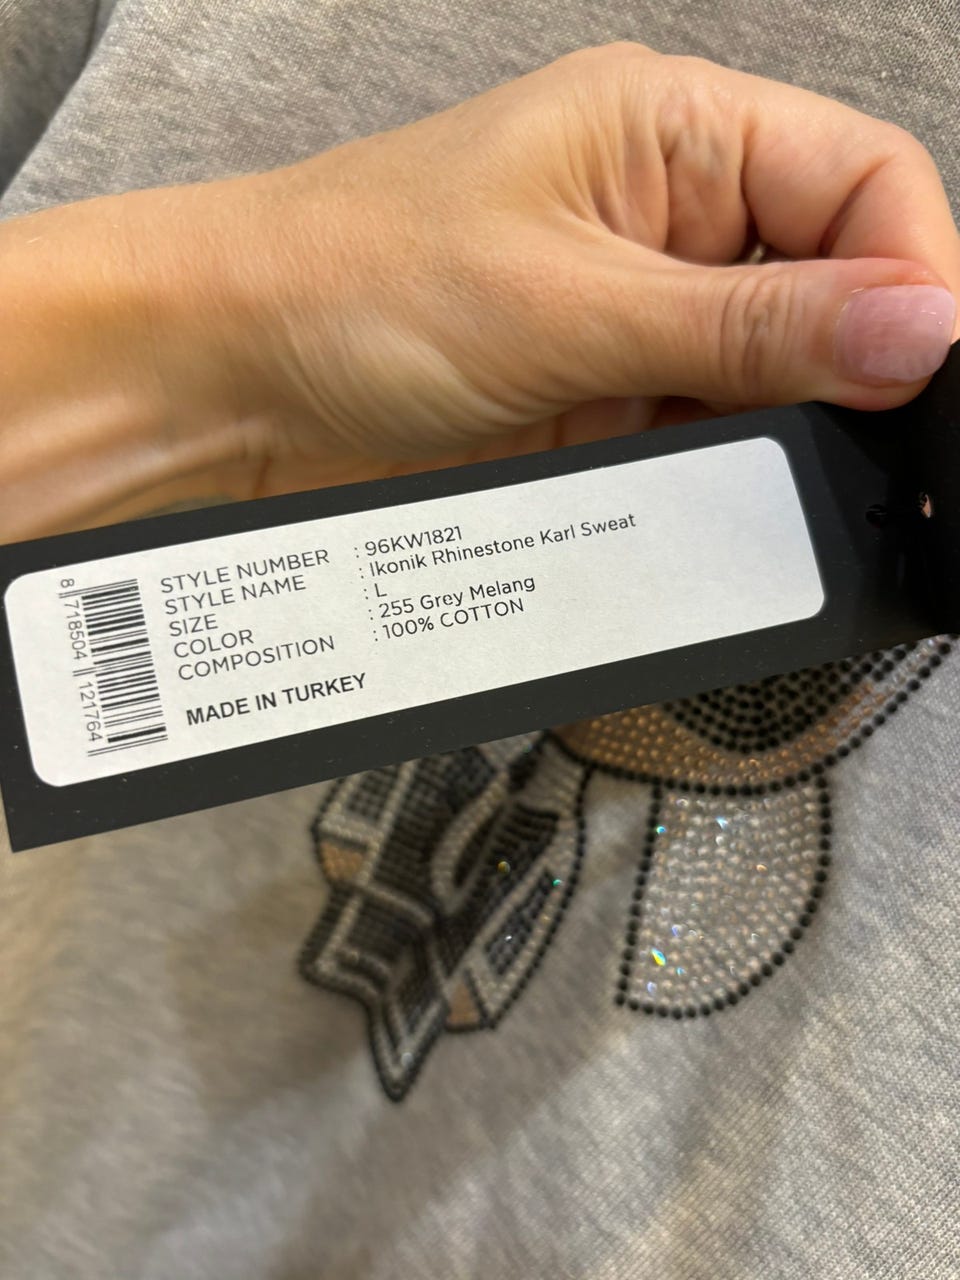 STYLE NUMBER : 96KW1821
STYLE NAME : Ikonik Rhinestone Karl Sweat
SIZE : L
COLOR : 255 Grey Melang
COMPOSITION : 100% COTTON
MADE IN TURKEY
8 718504 121764